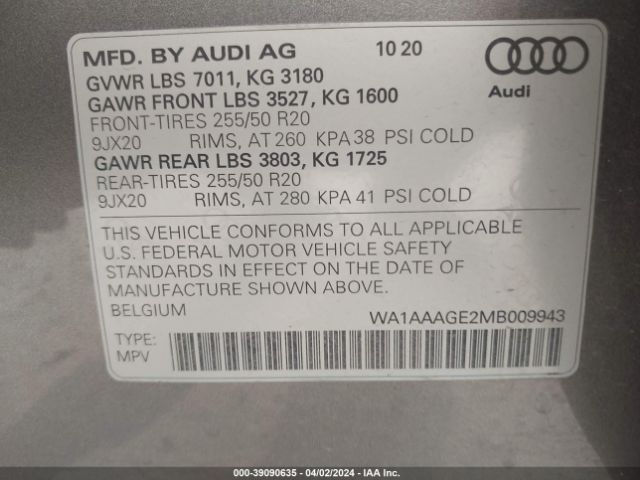 MFD. BY AUDI AG 10 20
GVWR LBS 7011, KG 3180
GAWR FRONT LBS 3527, KG 1600
FRONT-TIRES 255/50 R20
9JX20 RIMS, AT 260 KPA 38 PSI COLD
GAWR REAR LBS 3803, KG 1725
REAR-TIRES 255/50 R20
9JX20 RIMS, AT 280 KPA 41 PSI COLD
Audi
THIS VEHICLE CONFORMS TO ALL APPLICABLE
U.S. FEDERAL MOTOR VEHICLE SAFETY
STANDARDS IN EFFECT ON THE DATE OF
MANUFACTURE SHOWN ABOVE.
BELGIUM WA1AAAGE2MB009943
TYPE:
MPV
000-39090635 - 04/02/2024 - IAAI.COM